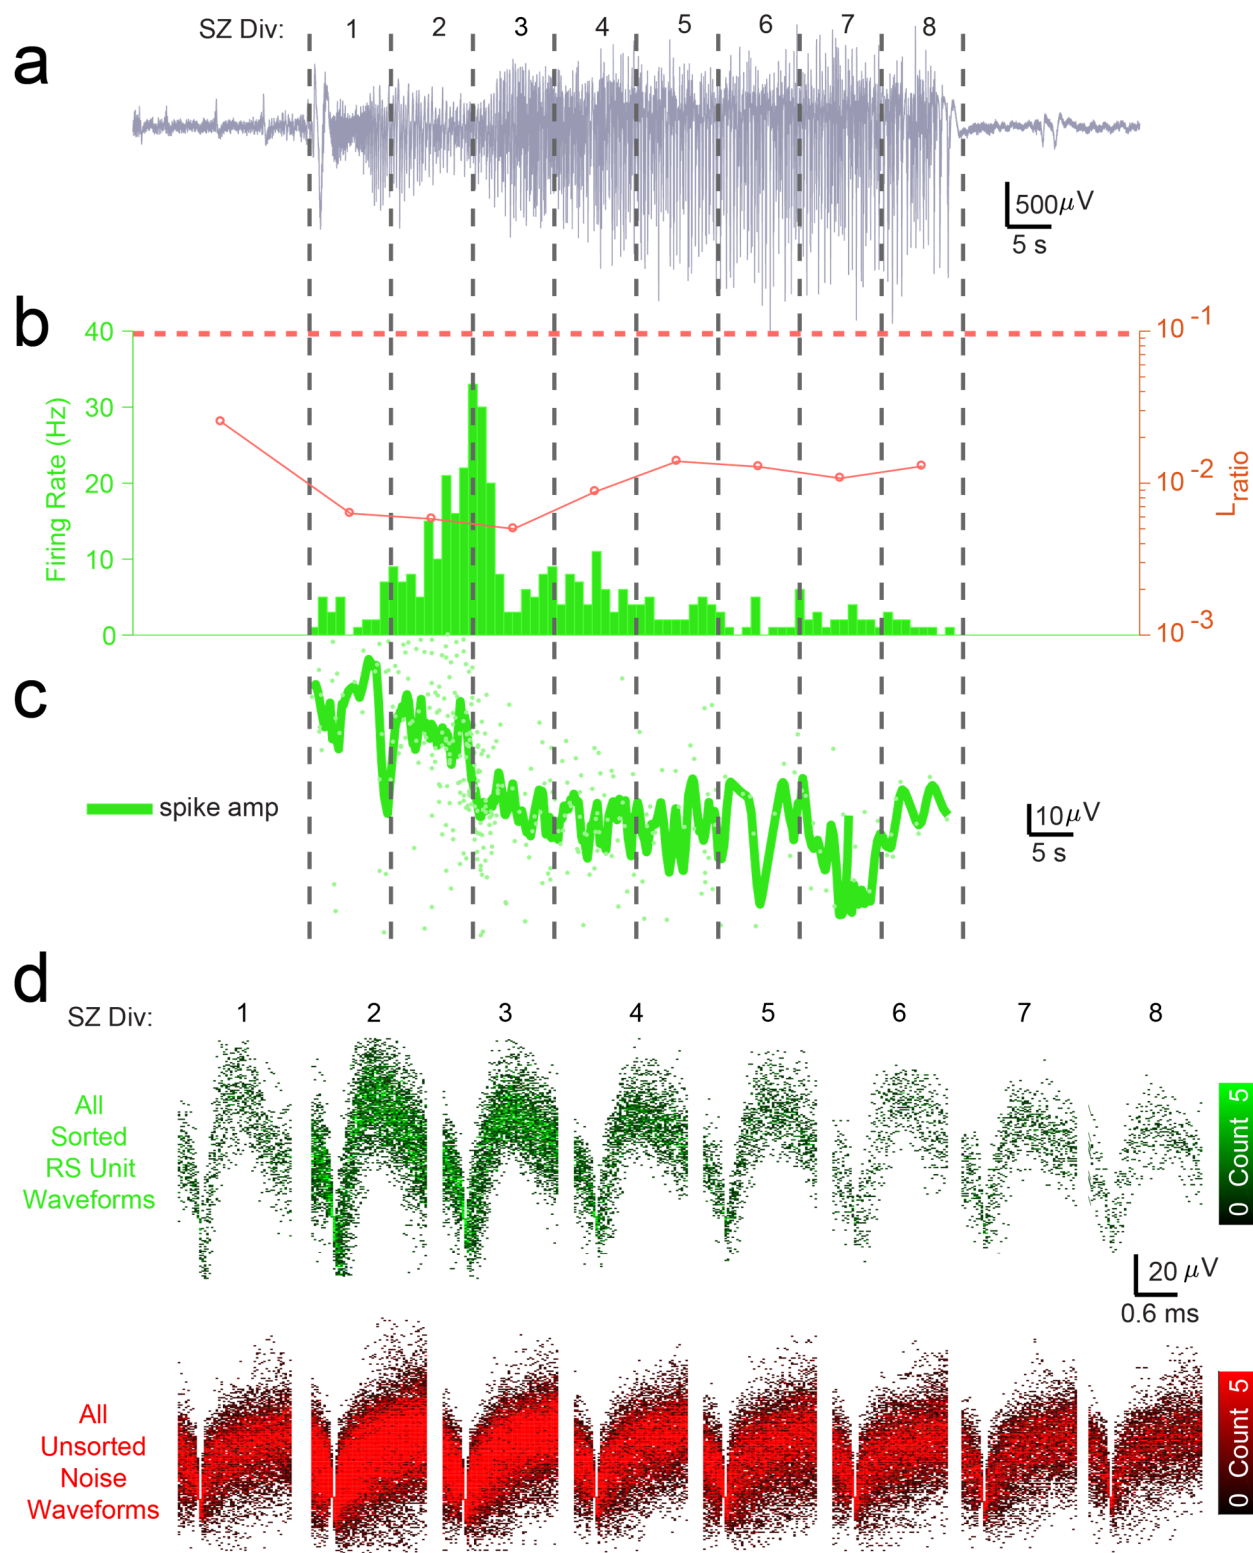 a
SZ Div: 1 2 3 4 5 6 7 8
500μV
5 s
b
40
30
20
10
0
Firing Rate (Hz)
10-1
10-2
10-3
Lratio
c
spike amp
10μV
5 s
d
SZ Div: 1 2 3 4 5 6 7 8
All
Sorted
RS Unit
Waveforms
0 Count 5
20 μV
0.6 ms
All
Unsorted
Noise
Waveforms
0 Count 5